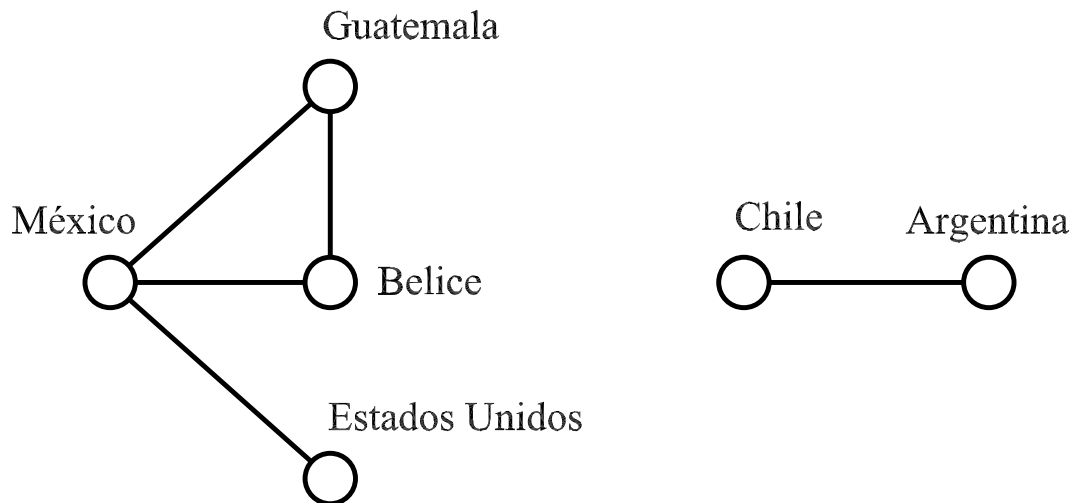 Guatemala
México
Belice
Estados Unidos
Chile
Argentina